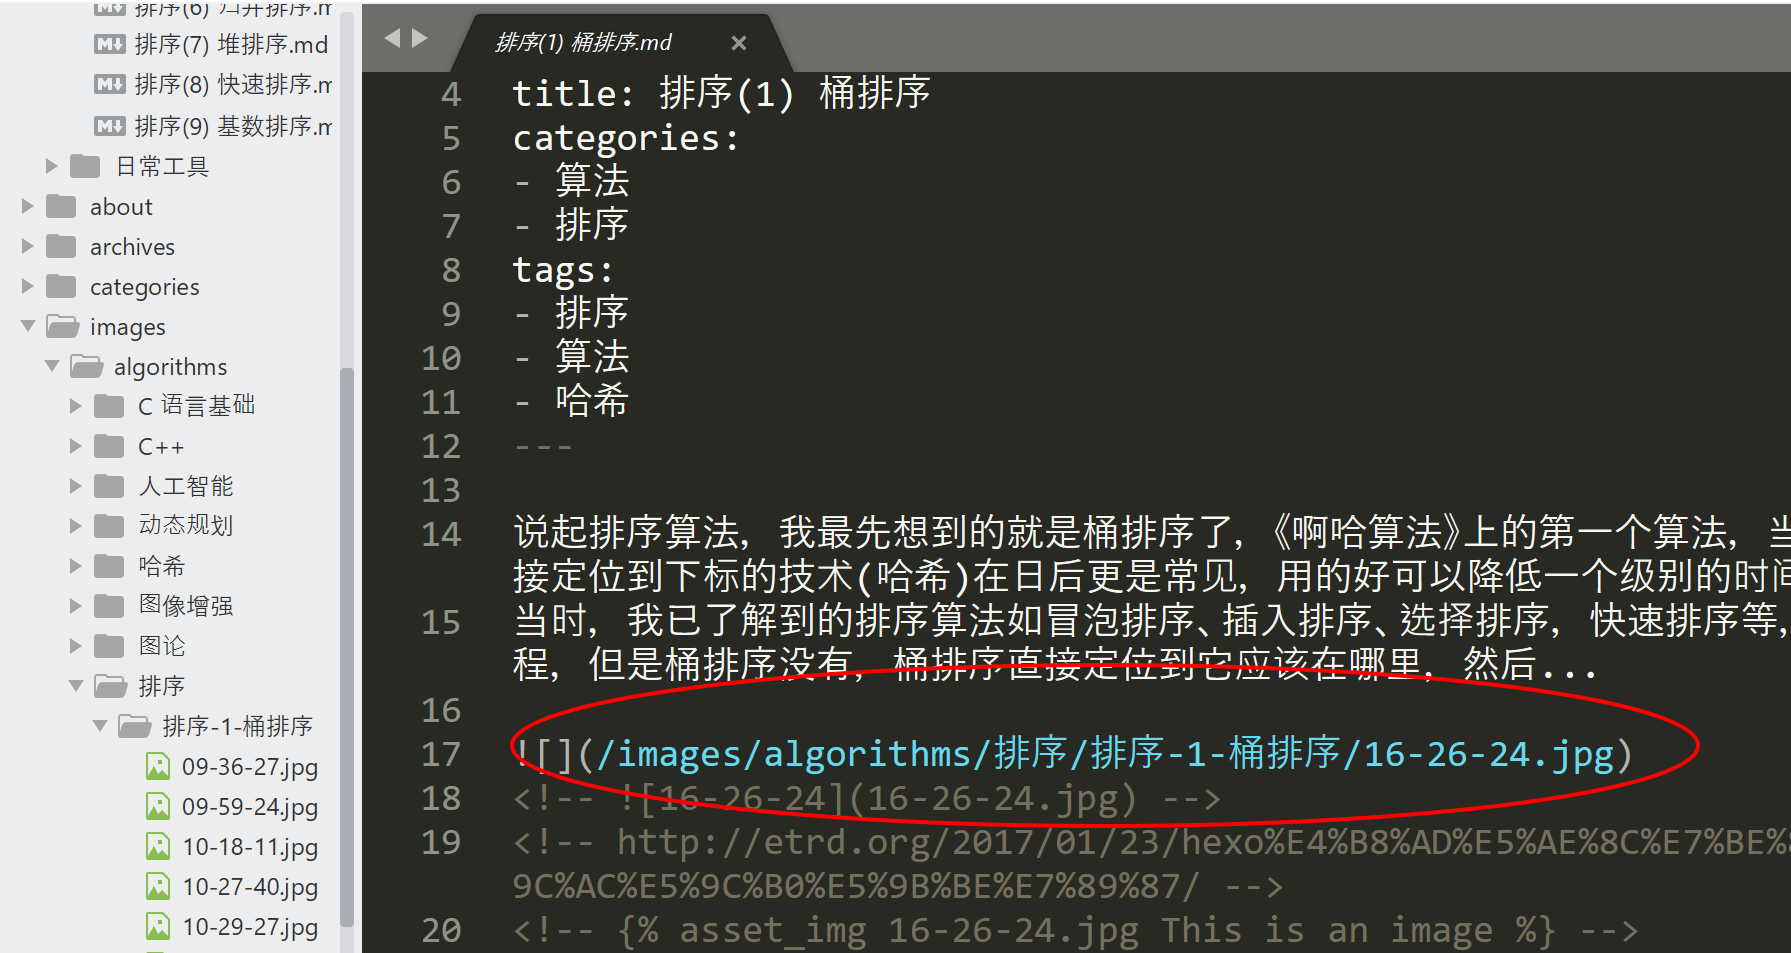 排序(6) 归并排序.m
排序(7) 堆排序.md
排序(8) 快速排序.m
排序(9) 基数排序.m
日常工具
about
archives
categories
images
algorithms
C 语言基础
C++
人工智能
动态规划
哈希
图像增强
图论
排序
排序-1-桶排序
09-36-27.jpg
09-59-24.jpg
10-18-11.jpg
10-27-40.jpg
10-29-27.jpg
排序(1) 桶排序.md ×
4 title: 排序(1) 桶排序
5 categories:
6 - 算法
7 - 排序
8 tags:
9 - 排序
10 - 算法
11 - 哈希
12 ---
13
14 说起排序算法, 我最先想到的就是桶排序了,《啊哈算法》上的第一个算法, 当
接定位到下标的技术(哈希)在日后更是常见, 用的好可以降低一个级别的时间
15 当时, 我已了解到的排序算法如冒泡排序、插入排序、选择排序, 快速排序等,
程, 但是桶排序没有, 桶排序直接定位到它应该在哪里, 然后...
16
17 ![](/images/algorithms/排序/排序-1-桶排序/16-26-24.jpg)
18 <!-- ![16-26-24](16-26-24.jpg) -->
19 <!-- http://etrd.org/2017/01/23/hexo%E4%B8%AD%E5%AE%8C%E7%BE%
9C%AC%E5%9C%B0%E5%9B%BE%E7%89%87/ -->
20 <!-- {% asset_img 16-26-24.jpg This is an image %} -->